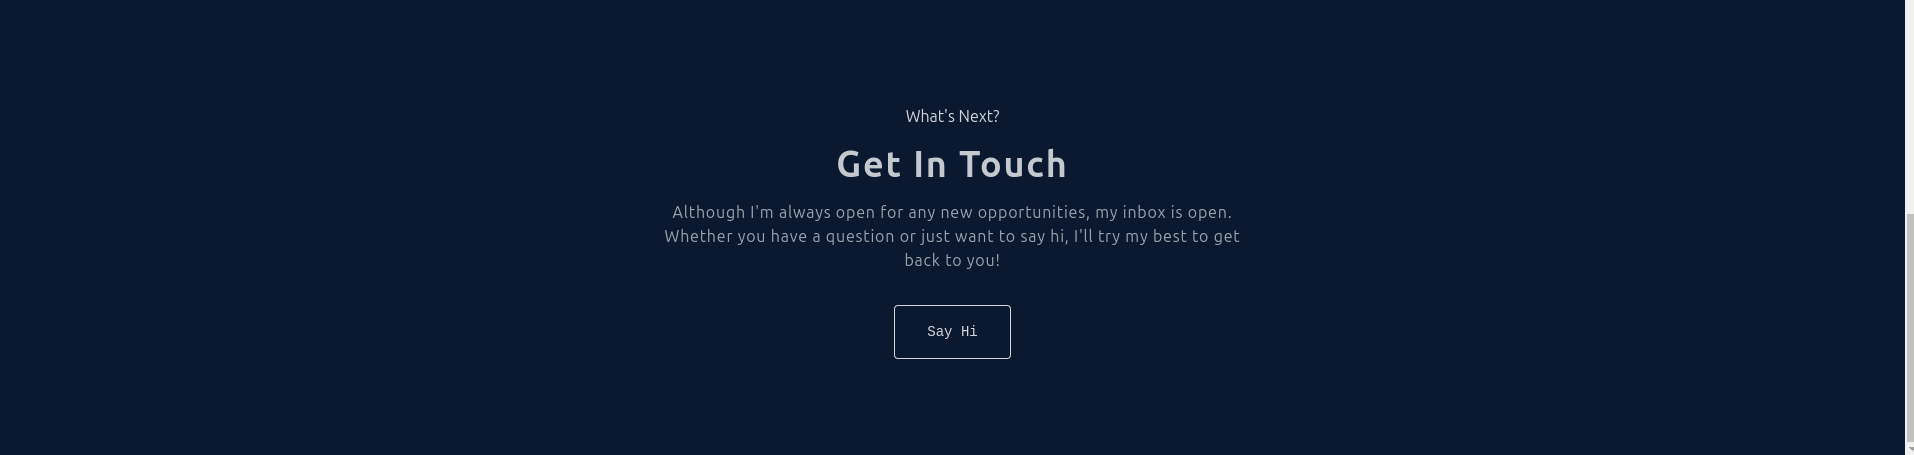 What's Next?
Get In Touch
Although I'm always open for any new opportunities, my inbox is open.
Whether you have a question or just want to say hi, I'll try my best to get
back to you!
Say Hi